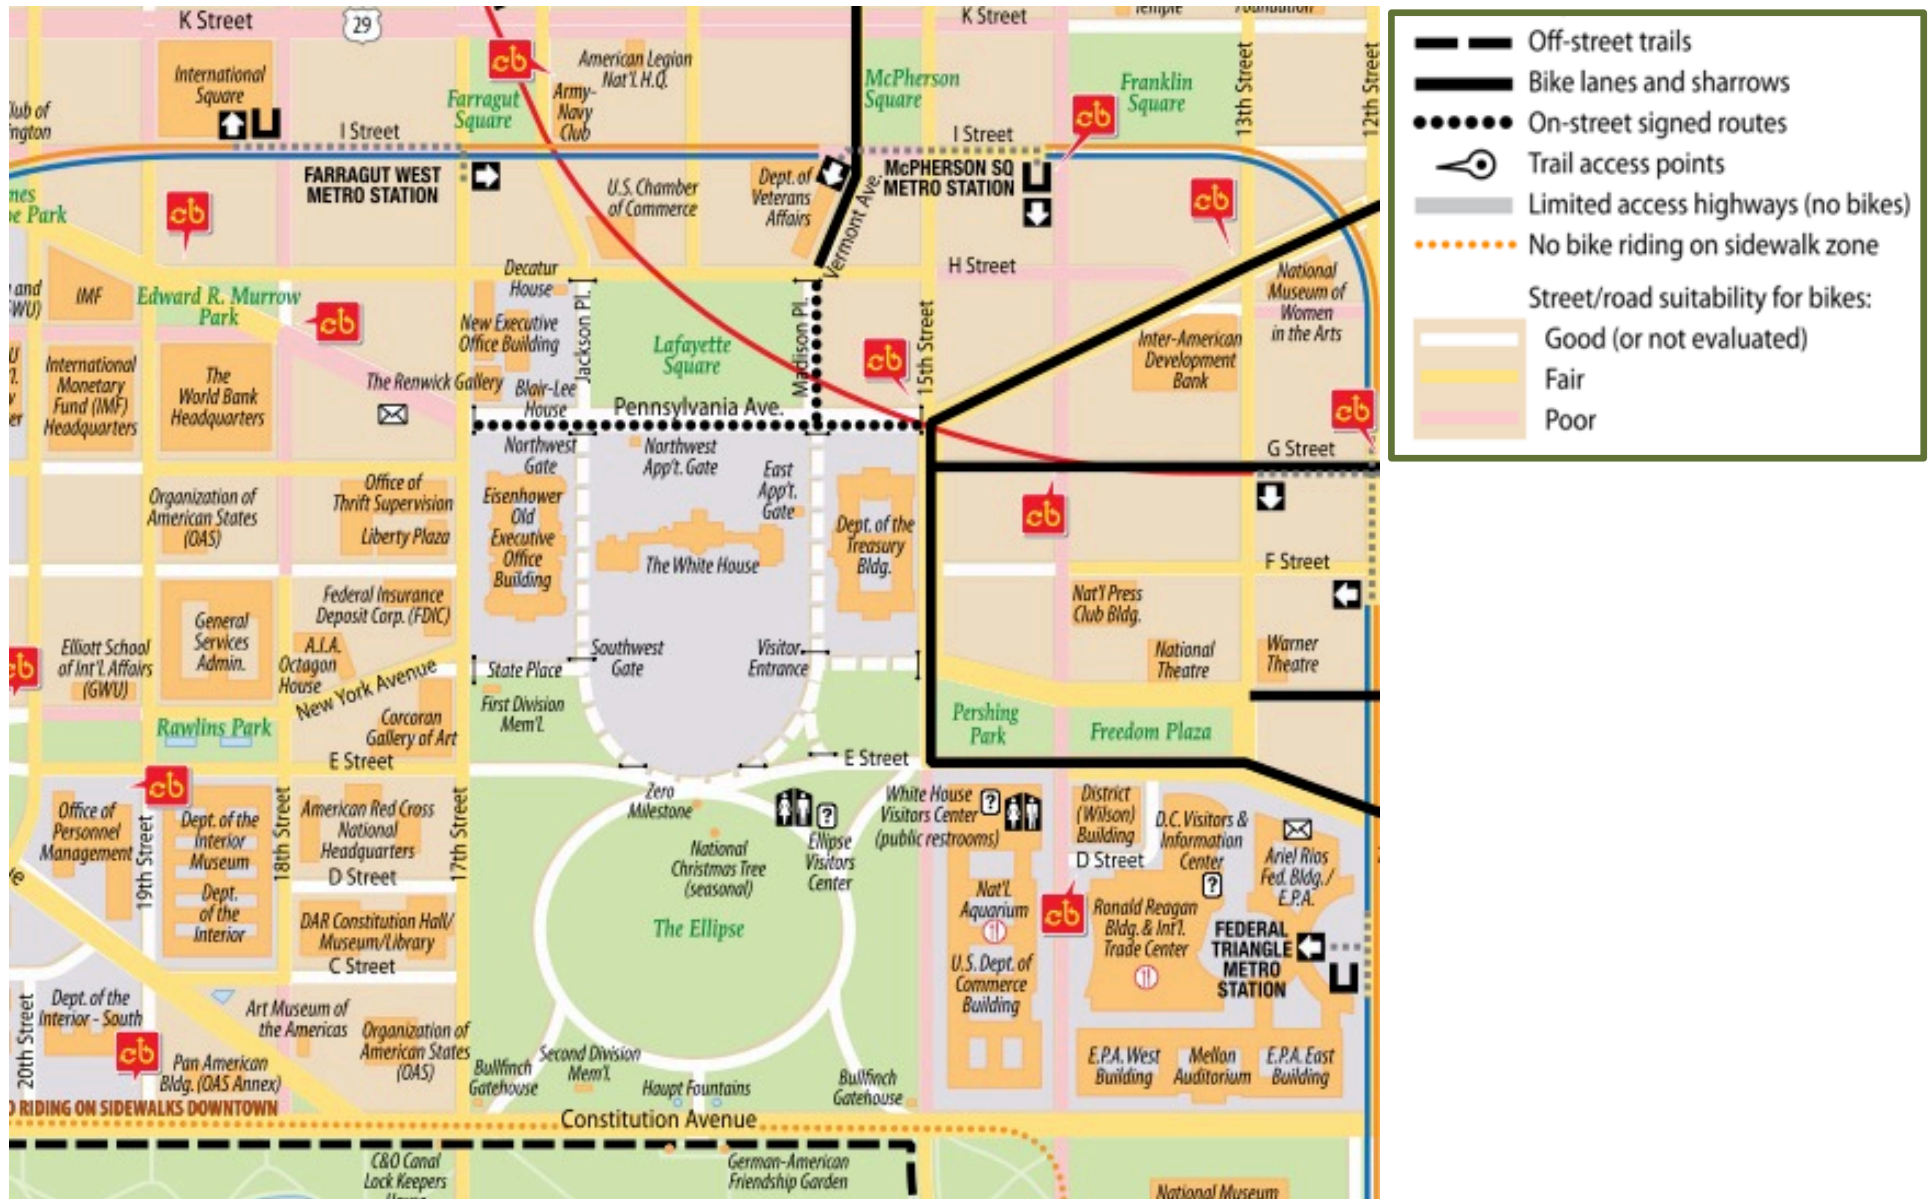 K Street
29
K Street
Temple
Foundation
International
Square
American Legion
Nat'l. H.Q.
Army-
Navy
Club
Farragut
Square
McPherson
Square
Franklin
Square
13th Street
12th Street
I Street
I Street
FARRAGUT WEST
METRO STATION
U.S. Chamber
of Commerce
Dept. of
Veterans
Affairs
McPHERSON SQ
METRO STATION
Vermont Ave.
H Street
Decatur
House
IMF
Edward R. Murrow
Park
New Executive
Office Building
Jackson Pl.
Lafayette
Square
Madison Pl.
15th Street
National
Museum of
Women
in the Arts
Inter-American
Development
Bank
International
Monetary
Fund (IMF)
Headquarters
The
World Bank
Headquarters
The Renwick Gallery
Blair-Lee
House
Pennsylvania Ave.
G Street
Northwest
Gate
Northwest
App't. Gate
East
App't.
Gate
Organization of
American States
(OAS)
Office of
Thrift Supervision
Liberty Plaza
Eisenhower
Old
Executive
Office
Building
The White House
Dept. of the
Treasury
Bldg.
F Street
Nat'l Press
Club Bldg.
General
Services
Admin.
Federal Insurance
Deposit Corp. (FDIC)
Elliott School
of Int'l. Affairs
(GWU)
A.I.A.
Octagon
House
New York Avenue
State Place
Southwest
Gate
Visitor
Entrance
National
Theatre
Warner
Theatre
First Division
Mem'l.
Rawlins Park
Corcoran
Gallery of Art
Pershing
Park
Freedom Plaza
E Street
E Street
Zero
Milestone
Office of
Personnel
Management
19th Street
Dept. of the
Interior
Museum
Dept.
of the
Interior
18th Street
American Red Cross
National
Headquarters
17th Street
D Street
National
Christmas Tree
(seasonal)
Ellipse
Visitors
Center
White House
Visitors Center
(public restrooms)
District
(Wilson)
Building
D.C. Visitors &
Information
Center
D Street
Ariel Rios
Fed. Bldg./
E.P.A.
DAR Constitution Hall/
Museum/Library
C Street
The Ellipse
Nat'l.
Aquarium
U.S. Dept. of
Commerce
Building
Ronald Reagan
Bldg. & Int'l.
Trade Center
FEDERAL
TRIANGLE
METRO
STATION
20th Street
Dept. of the
Interior - South
Art Museum of
the Americas
Organization of
American States
(OAS)
Pan American
Bldg. (OAS Annex)
Bullfinch
Gatehouse
Second Division
Mem'l.
Haupt Fountains
Bullfinch
Gatehouse
E.P.A. West
Building
Mellon
Auditorium
E.P.A. East
Building
RIDING ON SIDEWALKS DOWNTOWN
Constitution Avenue
C&O Canal
Lock Keepers
German-American
Friendship Garden
National Museum
Off-street trails
Bike lanes and sharrows
On-street signed routes
Trail access points
Limited access highways (no bikes)
No bike riding on sidewalk zone
Street/road suitability for bikes:
Good (or not evaluated)
Fair
Poor